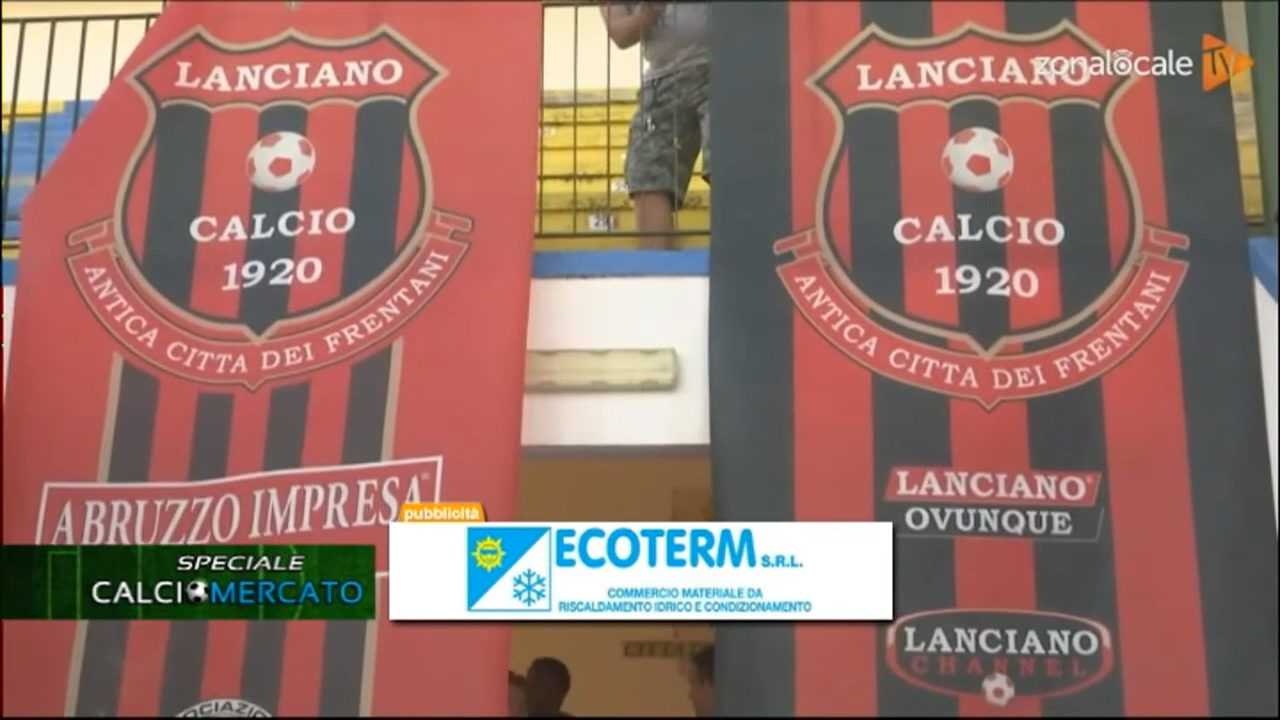 LANCIANO
CALCIO
1920
ANTICA CITTA DEI FRENTANI
ABRUZZO IMPRESA
LANCIANO
CALCIO
1920
ANTICA CITTA DEI FRENTANI
LANCIANO
OVUNQUE
LANCIANO
CHANNEL
zonalocale TV
pubblicità
ECOTERM S.R.L.
COMMERCIO MATERIALE DA
RISCALDAMENTO IDRICO E CONDIZIONAMENTO
SPECIALE
CALCIOMERCATO